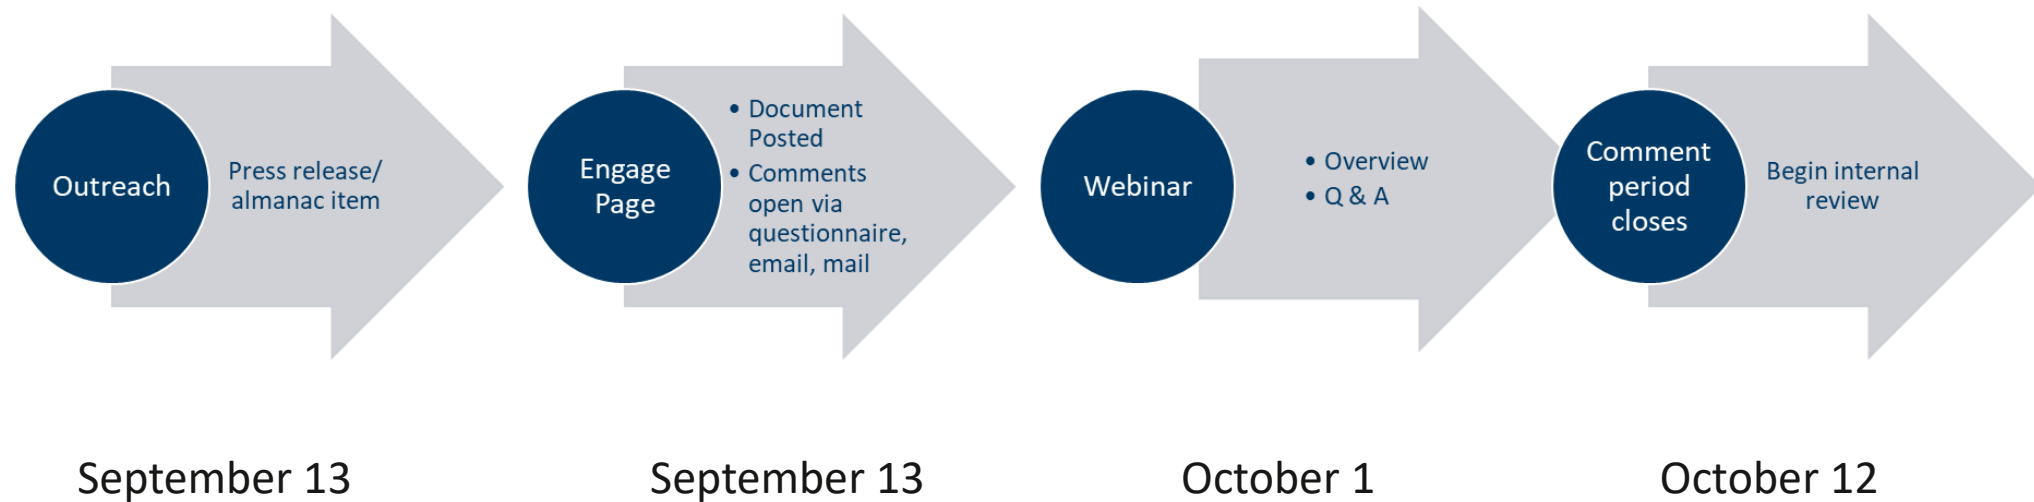 Outreach
Press release/
almanac item
Engage
Page
• Document
Posted
• Comments
open via
questionnaire,
email, mail
Webinar
• Overview
• Q & A
Comment
period
closes
Begin internal
review
September 13
September 13
October 1
October 12